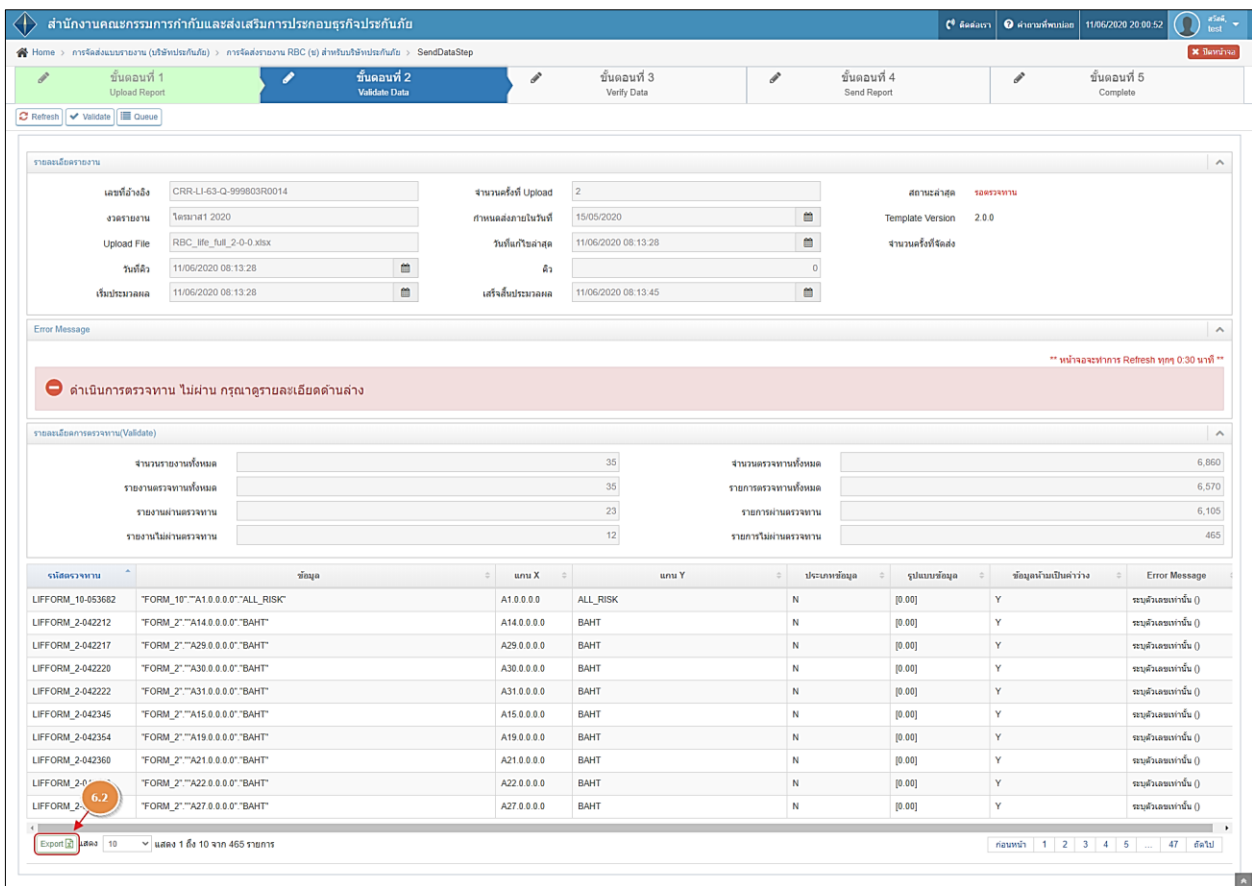 สำนักงานคณะกรรมการกำกับและส่งเสริมการประกอบธุรกิจประกันภัย ติดต่อเรา คำถามที่พบบ่อย 11/06/2020 20:00:52 สวัสดี, test
Home > การจัดส่งแบบรายงาน (บริษัทประกันภัย) > การจัดส่งรายงาน RBC (ช) สำหรับบริษัทประกันภัย > SendDataStep ปิดหน้าจอ
ขั้นตอนที่ 1 ขั้นตอนที่ 2 ขั้นตอนที่ 3 ขั้นตอนที่ 4 ขั้นตอนที่ 5
Upload Report Validate Data Verify Data Send Report Complete
Refresh Validate Queue
รายละเอียดรายงาน
เลขที่อ้างอิง CRR-LI-63-Q-999803R0014 จำนวนครั้งที่ Upload 2 สถานะล่าสุด รอตรวจทาน
งวดรายงาน ไตรมาส1 2020 กำหนดส่งภายในวันที่ 15/05/2020 Template Version 2.0.0
Upload File RBC_life_full_2-0-0.xlsx วันที่แก้ไขล่าสุด 11/06/2020 08:13:28 จำนวนครั้งที่จัดส่ง
วันที่คิว 11/06/2020 08:13:28 คิว 0
เริ่มประมวลผล 11/06/2020 08:13:28 เสร็จสิ้นประมวลผล 11/06/2020 08:13:45
Error Message
** หน้าจอจะทำการ Refresh ทุกๆ 0:30 นาที **
ดำเนินการตรวจทาน ไม่ผ่าน กรุณาดูรายละเอียดด้านล่าง
รายละเอียดการตรวจทาน(Validate)
จำนวนรายงานทั้งหมด 35 จำนวนตรวจทานทั้งหมด 6,860
รายงานตรวจทานทั้งหมด 35 รายการตรวจทานทั้งหมด 6,570
รายงานผ่านตรวจทาน 23 รายการผ่านตรวจทาน 6,105
รายงานไม่ผ่านตรวจทาน 12 รายการไม่ผ่านตรวจทาน 465
รหัสตรวจทาน ข้อมูล แกน X แกน Y ประเภทข้อมูล รูปแบบข้อมูล ข้อมูลห้ามเป็นค่าว่าง Error Message
LIFFORM_10-053682 "FORM_10".""A1.0.0.0.0"."ALL_RISK" A1.0.0.0.0 ALL_RISK N [0.00] Y ระบุตัวเลขเท่านั้น ()
LIFFORM_2-042212 "FORM_2".""A14.0.0.0.0"."BAHT" A14.0.0.0.0 BAHT N [0.00] Y ระบุตัวเลขเท่านั้น ()
LIFFORM_2-042217 "FORM_2".""A29.0.0.0.0"."BAHT" A29.0.0.0.0 BAHT N [0.00] Y ระบุตัวเลขเท่านั้น ()
LIFFORM_2-042220 "FORM_2".""A30.0.0.0.0"."BAHT" A30.0.0.0.0 BAHT N [0.00] Y ระบุตัวเลขเท่านั้น ()
LIFFORM_2-042222 "FORM_2".""A31.0.0.0.0"."BAHT" A31.0.0.0.0 BAHT N [0.00] Y ระบุตัวเลขเท่านั้น ()
LIFFORM_2-042345 "FORM_2".""A15.0.0.0.0"."BAHT" A15.0.0.0.0 BAHT N [0.00] Y ระบุตัวเลขเท่านั้น ()
LIFFORM_2-042354 "FORM_2".""A19.0.0.0.0"."BAHT" A19.0.0.0.0 BAHT N [0.00] Y ระบุตัวเลขเท่านั้น ()
LIFFORM_2-042360 "FORM_2".""A21.0.0.0.0"."BAHT" A21.0.0.0.0 BAHT N [0.00] Y ระบุตัวเลขเท่านั้น ()
"FORM_2".""A22.0.0.0.0"."BAHT" A22.0.0.0.0 BAHT N [0.00] Y ระบุตัวเลขเท่านั้น ()
"FORM_2".""A27.0.0.0.0"."BAHT" A27.0.0.0.0 BAHT N [0.00] Y ระบุตัวเลขเท่านั้น ()
6.2
Export แสดง 10 แสดง 1 ถึง 10 จาก 465 รายการ ก่อนหน้า 1 2 3 4 5 ... 47 ถัดไป